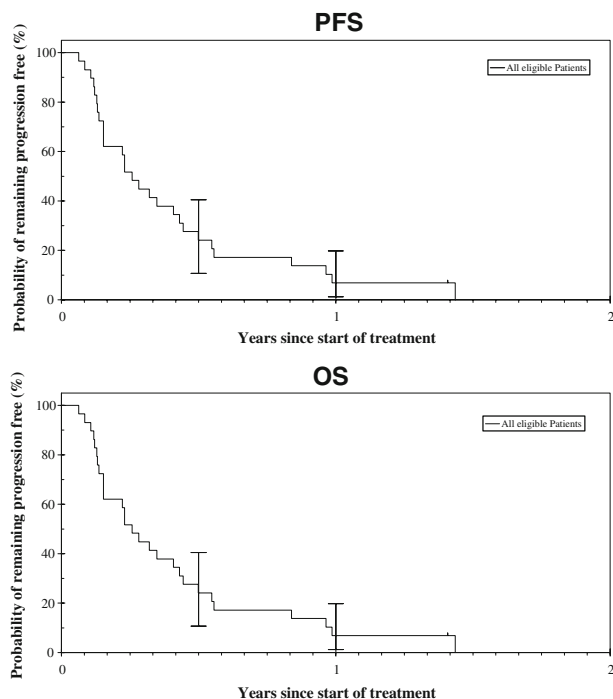 PFS
Probability of remaining progression free (%)
100
80
60
40
20
0
All eligible Patients
0 1 2
Years since start of treatment
OS
Probability of remaining progression free (%)
100
80
60
40
20
0
All eligible Patients
0 1 2
Years since start of treatment